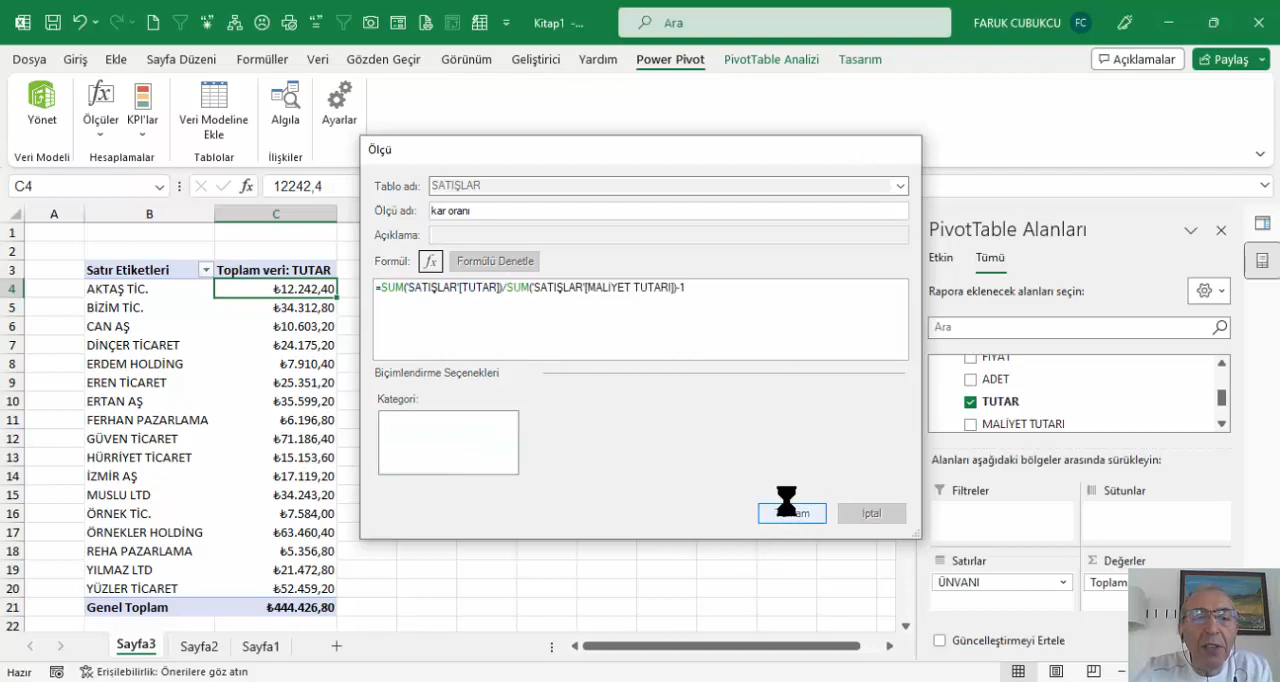 Kitap1 -...
Ara
FARUK CUBUKCU
FC
Dosya
Giriş
Ekle
Sayfa Düzeni
Formüller
Veri
Gözden Geçir
Görünüm
Geliştirici
Yardım
Power Pivot
PivotTable Analizi
Tasarım
Açıklamalar
Paylaş
Yönet
Ölçüler
KPI'lar
Veri Modeline
Ekle
Algıla
Ayarlar
Veri Modeli
Hesaplamalar
Tablolar
İlişkiler
C4
fx
12242,4
A
B
C
1
2
3 Satır Etiketleri Toplam veri: TUTAR
4 AKTAŞ TİC. ₺12.242,40
5 BİZİM TİC. ₺34.312,80
6 CAN AŞ ₺10.603,20
7 DİNÇER TİCARET ₺24.175,20
8 ERDEM HOLDİNG ₺7.910,40
9 EREN TİCARET ₺25.351,20
10 ERTAN AŞ ₺35.599,20
11 FERHAN PAZARLAMA ₺6.196,80
12 GÜVEN TİCARET ₺71.186,40
13 HÜRRİYET TİCARET ₺15.153,60
14 İZMİR AŞ ₺17.119,20
15 MUSLU LTD ₺34.243,20
16 ÖRNEK TİC. ₺7.584,00
17 ÖRNEKLER HOLDİNG ₺63.460,40
18 REHA PAZARLAMA ₺5.356,80
19 YILMAZ LTD ₺21.472,80
20 YÜZLER TİCARET ₺52.459,20
21 Genel Toplam ₺444.426,80
22
Ölçü
Tablo adı: SATIŞLAR
Ölçü adı: kar oranı
Açıklama:
Formül: fx Formülü Denetle
=SUM('SATIŞLAR'[TUTAR])/SUM('SATIŞLAR'[MALİYET TUTARI])-1
Biçimlendirme Seçenekleri
Kategori:
İptal
PivotTable Alanları
Etkin
Tümü
Rapora eklenecek alanları seçin:
Ara
FİYAT
ADET
TUTAR
MALİYET TUTARI
Alanları aşağıdaki bölgeler arasında sürükleyin:
Filtreler
Sütunlar
Satırlar
Değerler
ÜNVANI
Toplam
Güncelleştirmeyi Ertele
Sayfa3
Sayfa2
Sayfa1
Hazır
Erişilebilirlik: Önerilere göz atın